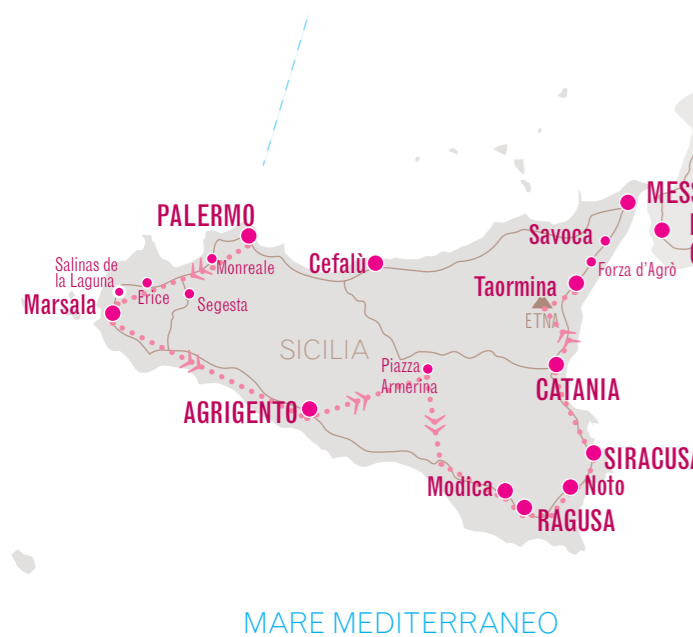 PALERMO
MESS
Savoca
Cefalù
Monreale
Forza d'Agrò
Salinas de
la Laguna
Erice
Taormina
Segesta
Marsala
ETNA
SICILIA
Piazza
Armerina
CATANIA
AGRIGENTO
SIRACUSA
Modica
Noto
RAGUSA
MARE MEDITERRANEO